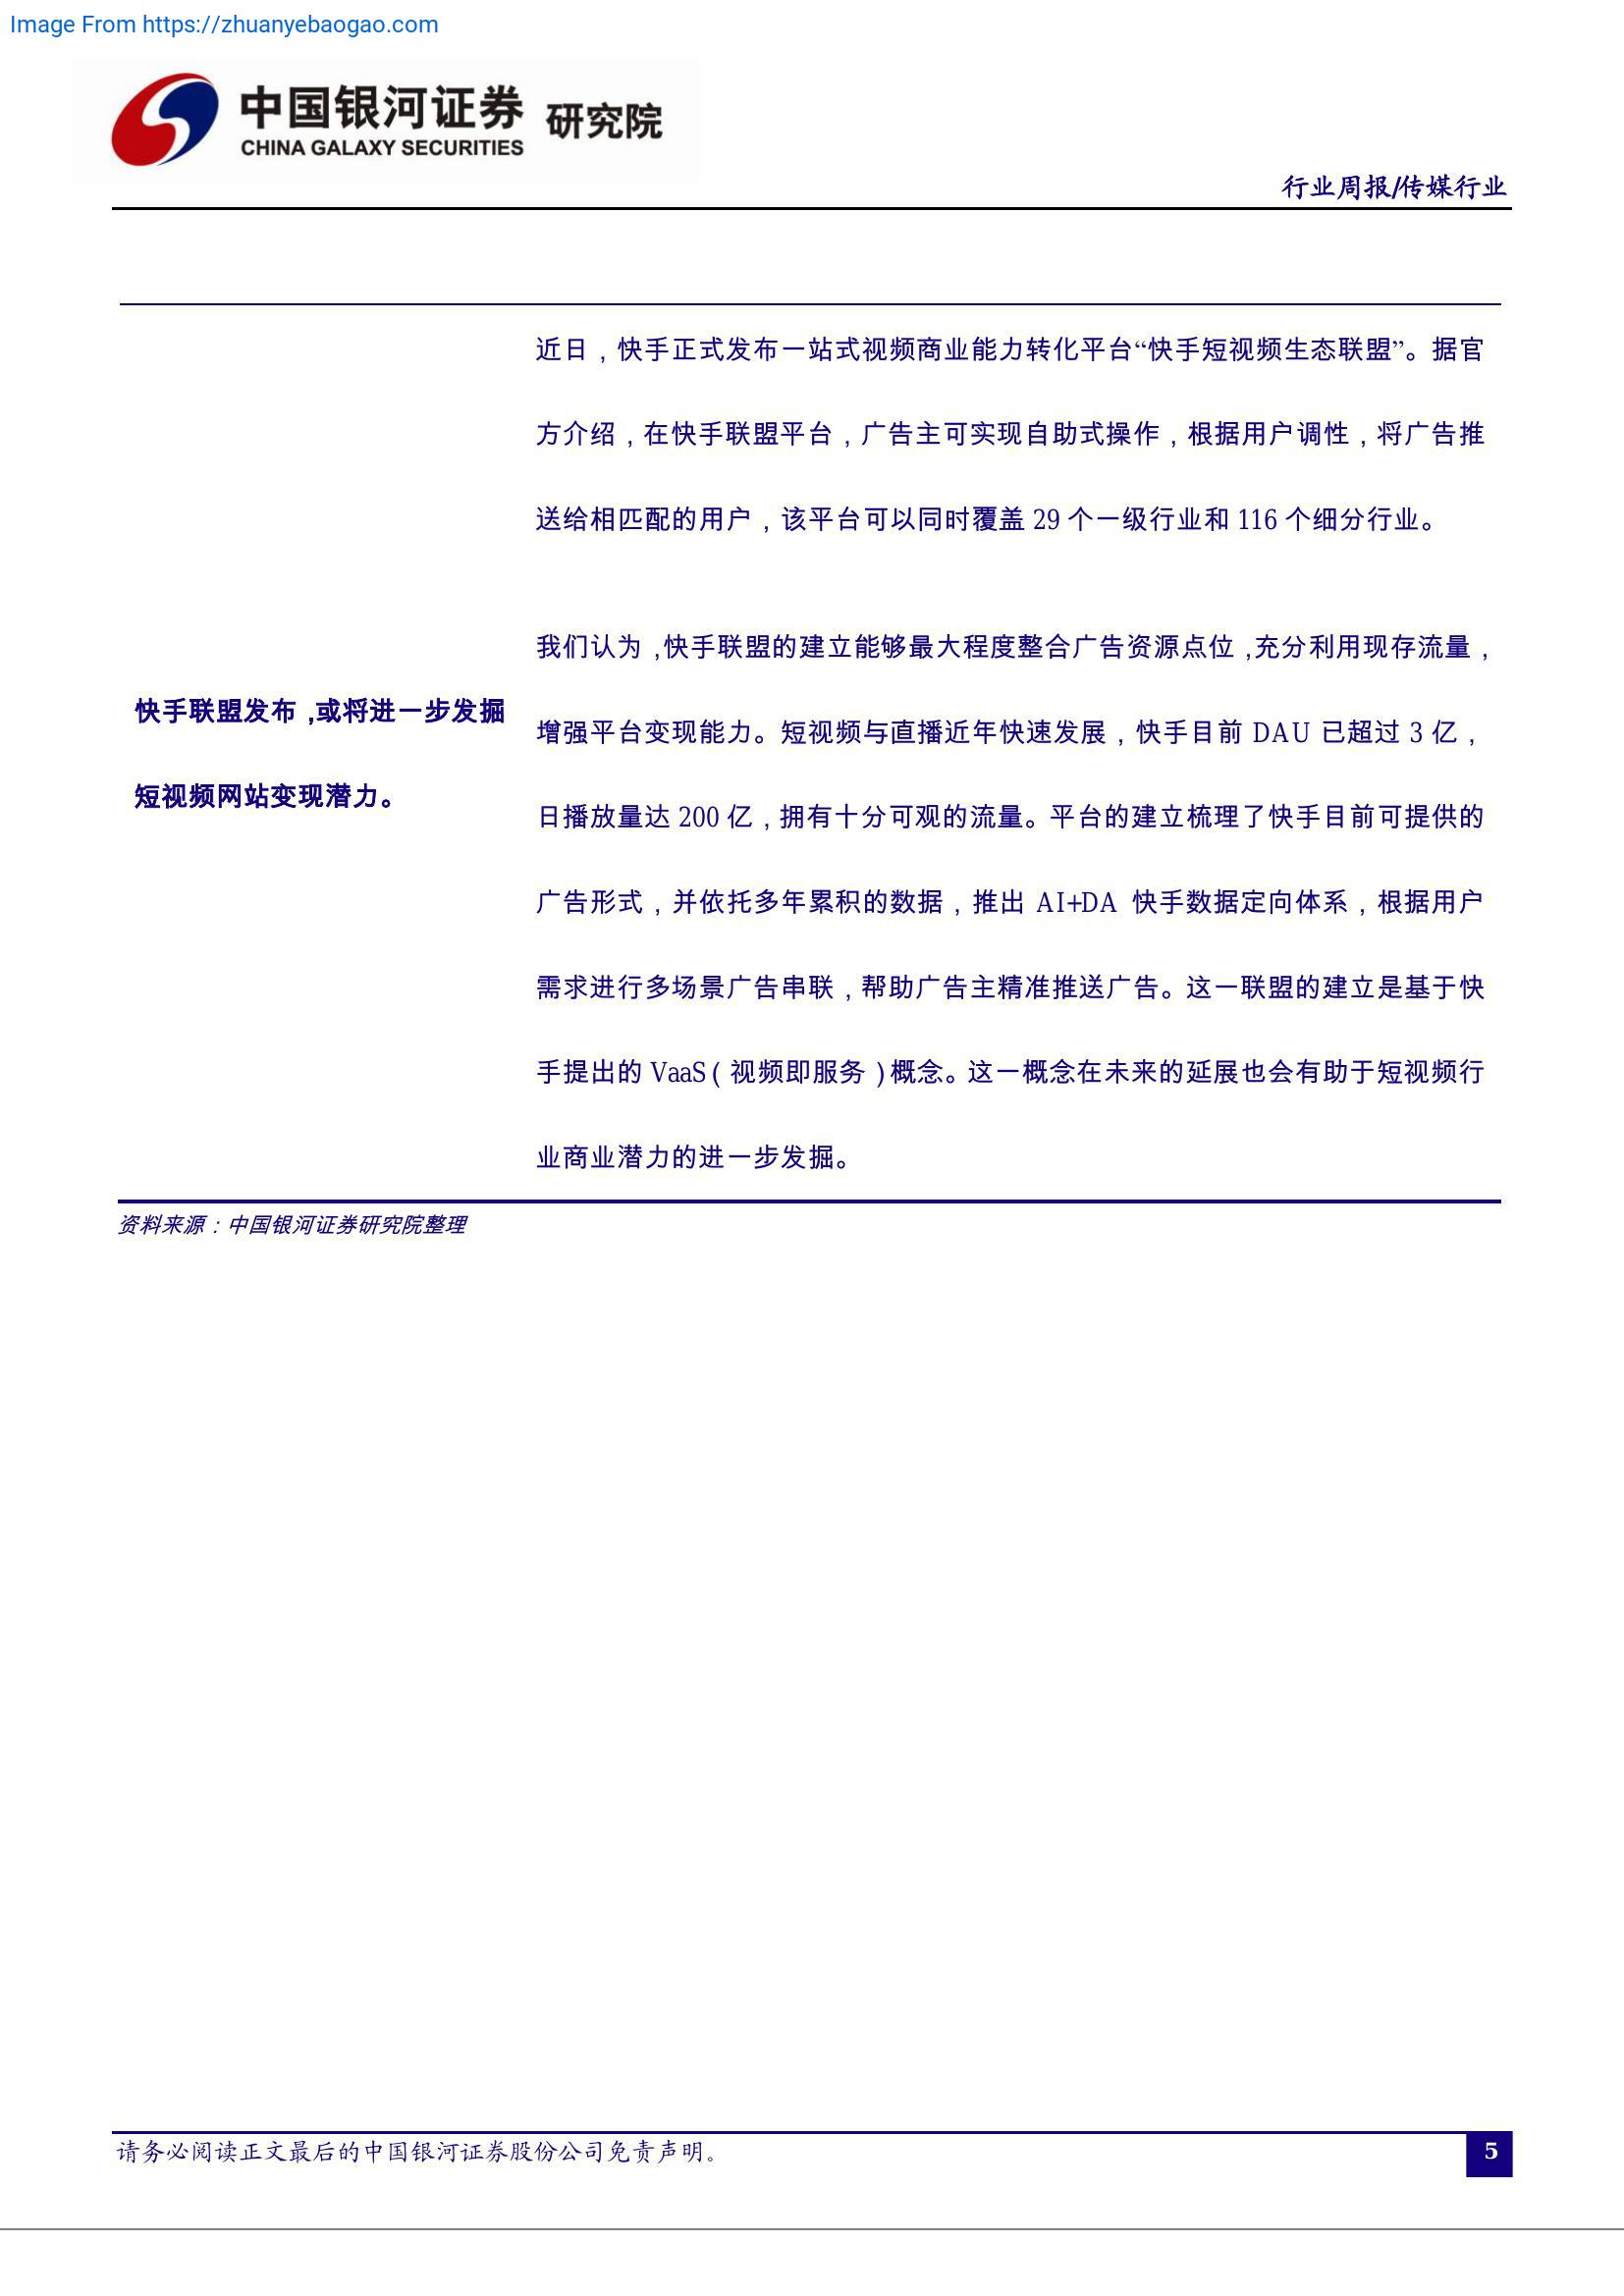 Image From https://zhuanyebaogao.com
中国银河证券 研究院
CHINA GALAXY SECURITIES
行业周报/传媒行业
近日，快手正式发布一站式视频商业能力转化平台“快手短视频生态联盟”。据官
方介绍，在快手联盟平台，广告主可实现自助式操作，根据用户调性，将广告推
送给相匹配的用户，该平台可以同时覆盖 29 个一级行业和 116 个细分行业。
快手联盟发布，或将进一步发掘
短视频网站变现潜力。
我们认为，快手联盟的建立能够最大程度整合广告资源点位，充分利用现存流量，
增强平台变现能力。短视频与直播近年快速发展，快手目前 DAU 已超过 3 亿，
日播放量达 200 亿，拥有十分可观的流量。平台的建立梳理了快手目前可提供的
广告形式，并依托多年累积的数据，推出 AI+DA 快手数据定向体系，根据用户
需求进行多场景广告串联，帮助广告主精准推送广告。这一联盟的建立是基于快
手提出的 VaaS（视频即服务）概念。这一概念在未来的延展也会有助于短视频行
业商业潜力的进一步发掘。
资料来源：中国银河证券研究院整理
请务必阅读正文最后的中国银河证券股份公司免责声明。
5